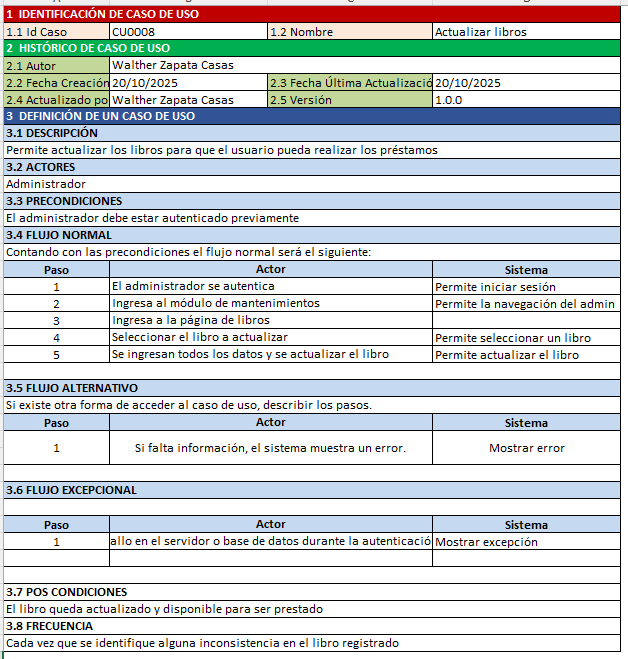 1 IDENTIFICACIÓN DE CASO DE USO
1.1 Id Caso CU0008 1.2 Nombre Actualizar libros
2 HISTÓRICO DE CASO DE USO
2.1 Autor Walther Zapata Casas
2.2 Fecha Creación 20/10/2025 2.3 Fecha Última Actualizació 20/10/2025
2.4 Actualizado po Walther Zapata Casas 2.5 Versión 1.0.0
3 DEFINICIÓN DE UN CASO DE USO
3.1 DESCRIPCIÓN
Permite actualizar los libros para que el usuario pueda realizar los préstamos
3.2 ACTORES
Administrador
3.3 PRECONDICIONES
El administrador debe estar autenticado previamente
3.4 FLUJO NORMAL
Contando con las precondiciones el flujo normal será el siguiente:
Paso Actor Sistema
1 El administrador se autentica Permite iniciar sesión
2 Ingresa al módulo de mantenimientos Permite la navegación del admin
3 Ingresa a la página de libros
4 Seleccionar el libro a actualizar Permite seleccionar un libro
5 Se ingresan todos los datos y se actualizar el libro Permite actualizar el libro
3.5 FLUJO ALTERNATIVO
Si existe otra forma de acceder al caso de uso, describir los pasos.
Paso Actor Sistema
1 Si falta información, el sistema muestra un error. Mostrar error
3.6 FLUJO EXCEPCIONAL
Paso Actor Sistema
1 allo en el servidor o base de datos durante la autenticació Mostrar excepción
3.7 POS CONDICIONES
El libro queda actualizado y disponible para ser prestado
3.8 FRECUENCIA
Cada vez que se identifique alguna inconsistencia en el libro registrado